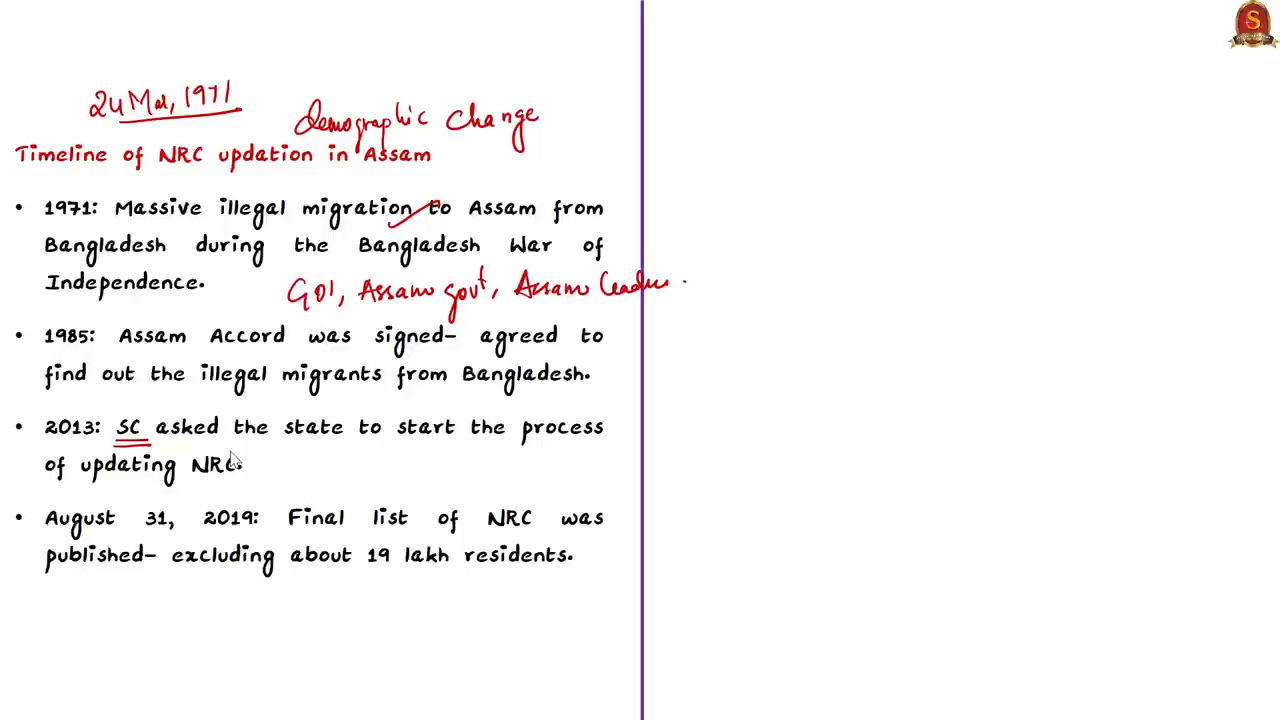 24 Mar, 1971
demographic change
Timeline of NRC updation in Assam
• 1971: Massive illegal migration to Assam from
Bangladesh during the Bangladesh War of
Independence.
GOI, Assam govt, Assam leaders.
• 1985: Assam Accord was signed- agreed to
find out the illegal migrants from Bangladesh.
• 2013: SC asked the state to start the process
of updating NRC.
• August 31, 2019: Final list of NRC was
published- excluding about 19 lakh residents.
S